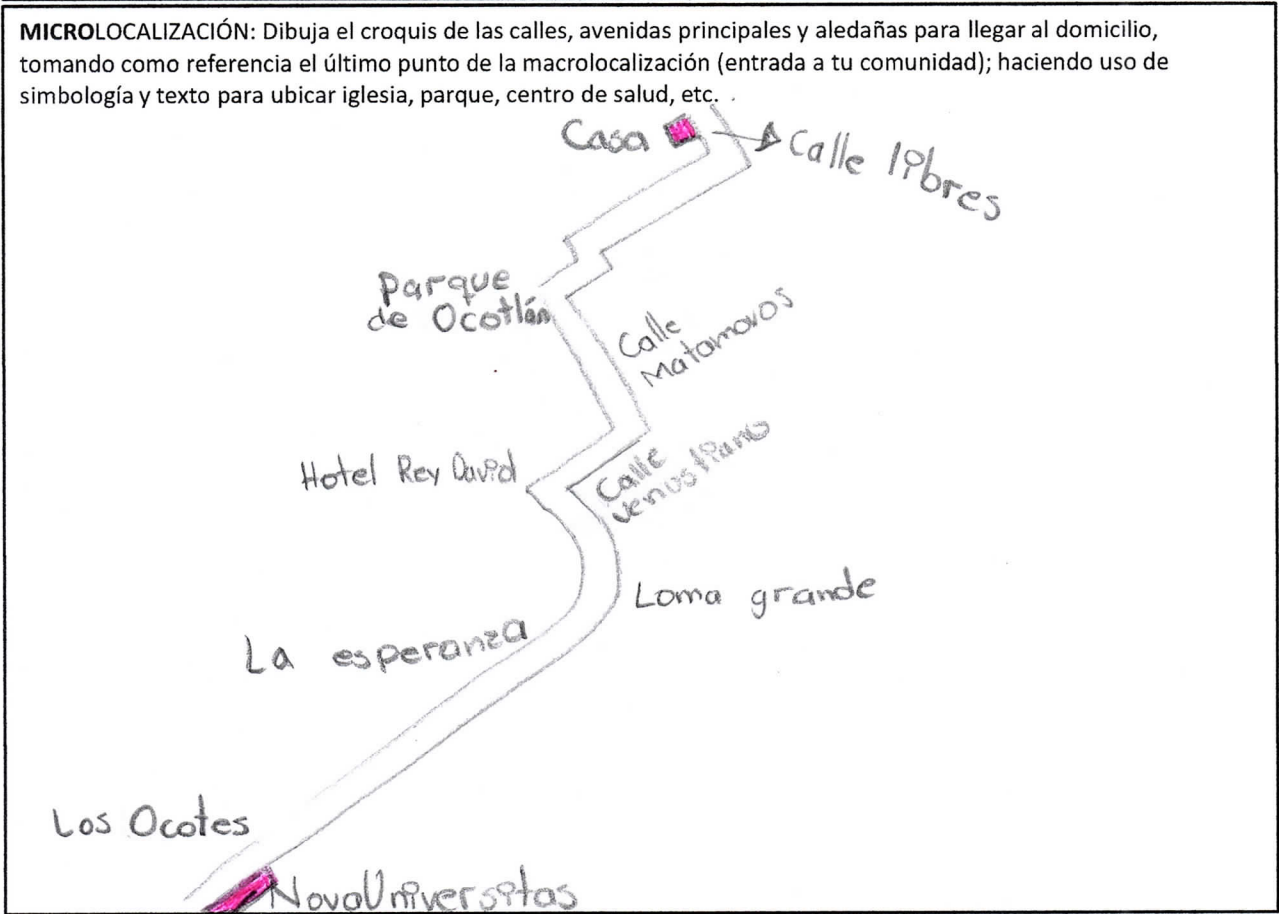 MICROLOCALIZACIÓN: Dibuja el croquis de las calles, avenidas principales y aledañas para llegar al domicilio,
tomando como referencia el último punto de la macrolocalización (entrada a tu comunidad); haciendo uso de
simbología y texto para ubicar iglesia, parque, centro de salud, etc.
Casa
Calle libres
Parque
de Ocotlán
Calle
Matamoros
Hotel Rey David
Calle
venustiano
Loma grande
La esperanza
Los Ocotes
NovaUniversitas